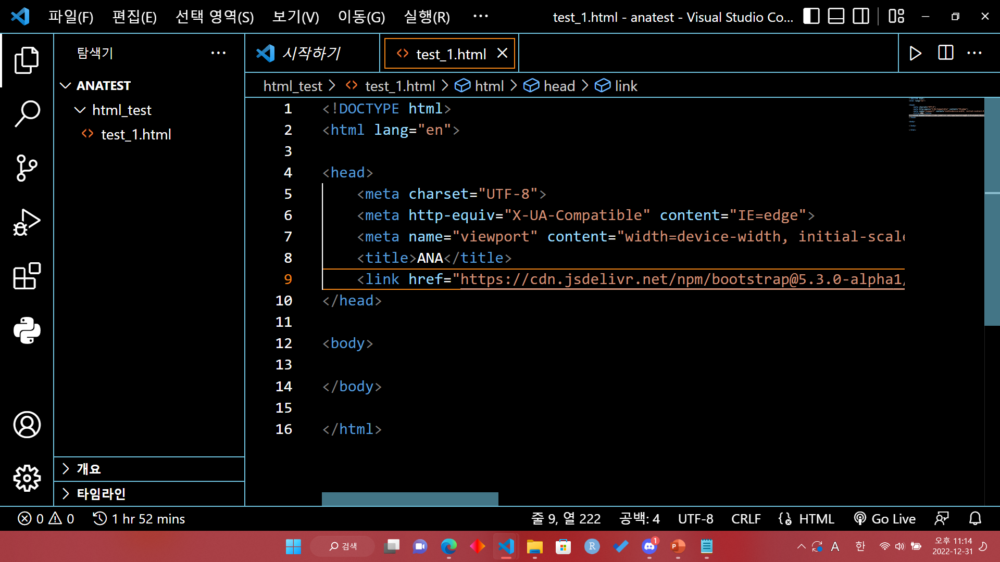 파일(F) 편집(E) 선택 영역(S) 보기(V) 이동(G) 실행(R) ··· test_1.html - anatest - Visual Studio Co...
탐색기 ···
ANATEST
html_test
test_1.html
개요
타임라인
시작하기 test_1.html
html_test > test_1.html > html > head > link
1 <!DOCTYPE html>
2 <html lang="en">
3
4 <head>
5 <meta charset="UTF-8">
6 <meta http-equiv="X-UA-Compatible" content="IE=edge">
7 <meta name="viewport" content="width=device-width, initial-scale
8 <title>ANA</title>
9 <link href="https://cdn.jsdelivr.net/npm/bootstrap@5.3.0-alpha1/
10 </head>
11
12 <body>
13
14 </body>
15
16 </html>
0 0 1 hr 52 mins 줄 9, 열 222 공백: 4 UTF-8 CRLF HTML Go Live
검색 R 1 P A 한 오후 11:14
2022-12-31